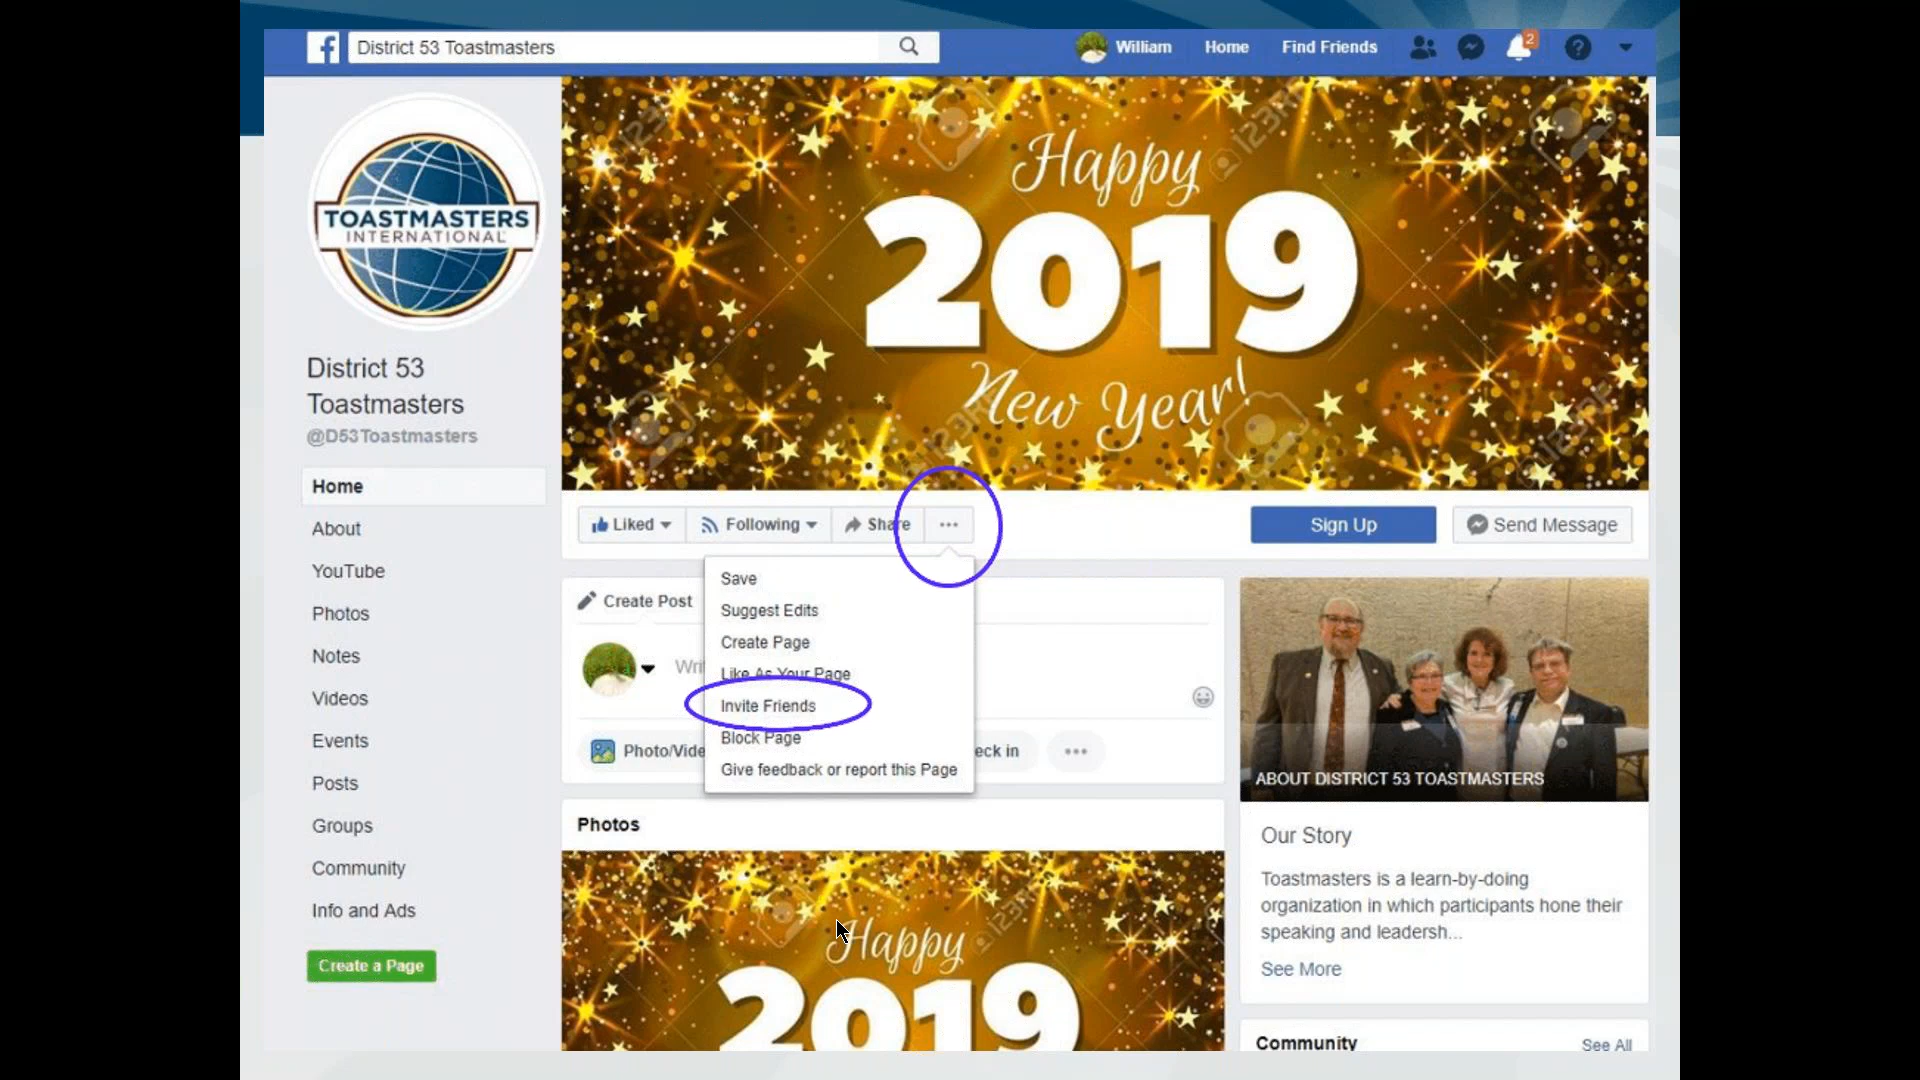 District 53 Toastmasters
William
Home
Find Friends
2
TOASTMASTERS
INTERNATIONAL
Happy
2019
New Year!
District 53
Toastmasters
@D53Toastmasters
Home
About
YouTube
Photos
Notes
Videos
Events
Posts
Groups
Community
Info and Ads
Create a Page
Liked
Following
Share
Sign Up
Send Message
Create Post
Save
Suggest Edits
Create Page
Like As Your Page
Invite Friends
Block Page
Give feedback or report this Page
Wri
Photo/Vide
eck in
Photos
Happy
2019
ABOUT DISTRICT 53 TOASTMASTERS
Our Story
Toastmasters is a learn-by-doing
organization in which participants hone their
speaking and leadersh...
See More
Community
See All